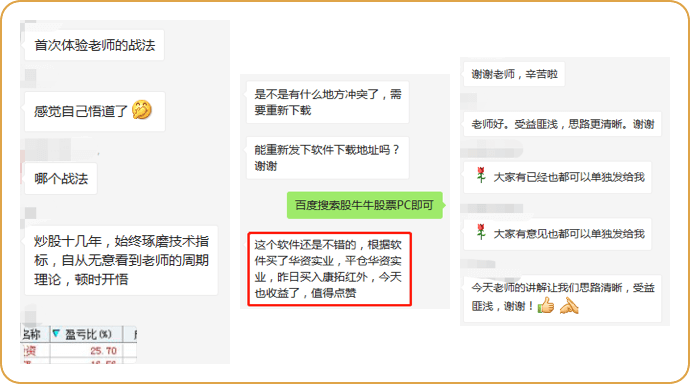 首次体验老师的战法
感觉自己悟道了
哪个战法
炒股十几年，始终琢磨技术指
标，自从无意看到老师的周期
理论，顿时开悟
名称
盈亏比(%)
资
25.70
是不是有什么地方冲突了，需
要重新下载
能重新发下软件下载地址吗？
谢谢
百度搜索股牛牛股票PC即可
这个软件还是不错的，根据软
件买了华资实业，平仓华资实
业，昨日买入康拓红外，今天
也收益了，值得点赞
谢谢老师，辛苦啦
老师好。受益匪浅，思路更清晰。谢谢
大家有已经也都可以单独发给我
大家有意见也都可以单独发给我
今天老师的讲解让我们思路清晰，受益
匪浅，谢谢！